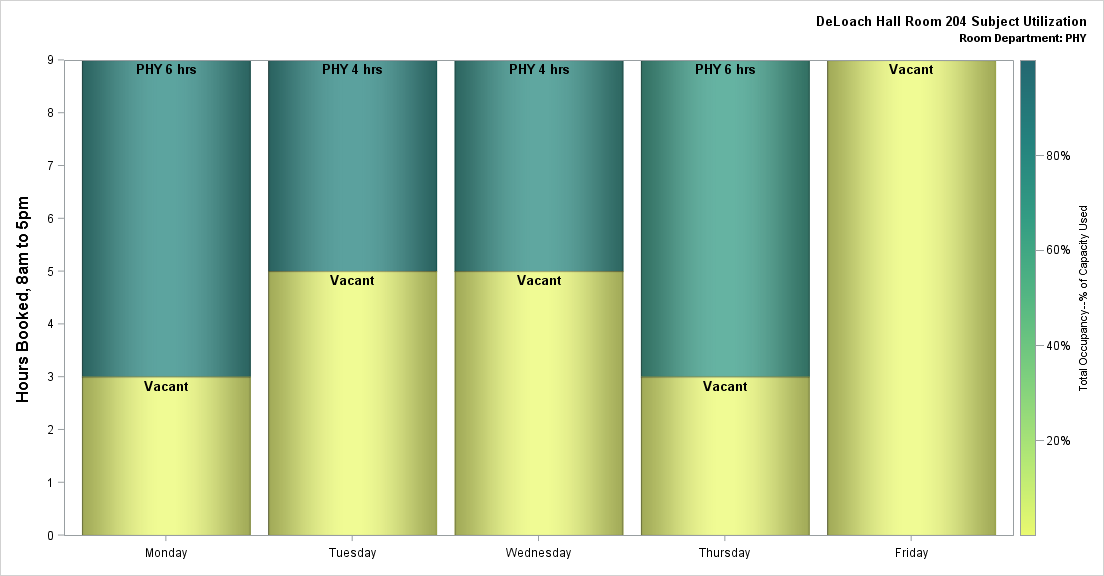 DeLoach Hall Room 204 Subject Utilization
Room Department: PHY
Hours Booked, 8am to 5pm
9
8
7
6
5
4
3
2
1
0
PHY 6 hrs
Vacant
PHY 4 hrs
Vacant
PHY 4 hrs
Vacant
PHY 6 hrs
Vacant
Vacant
Monday
Tuesday
Wednesday
Thursday
Friday
80%
60%
40%
20%
Total Occupancy--% of Capacity Used